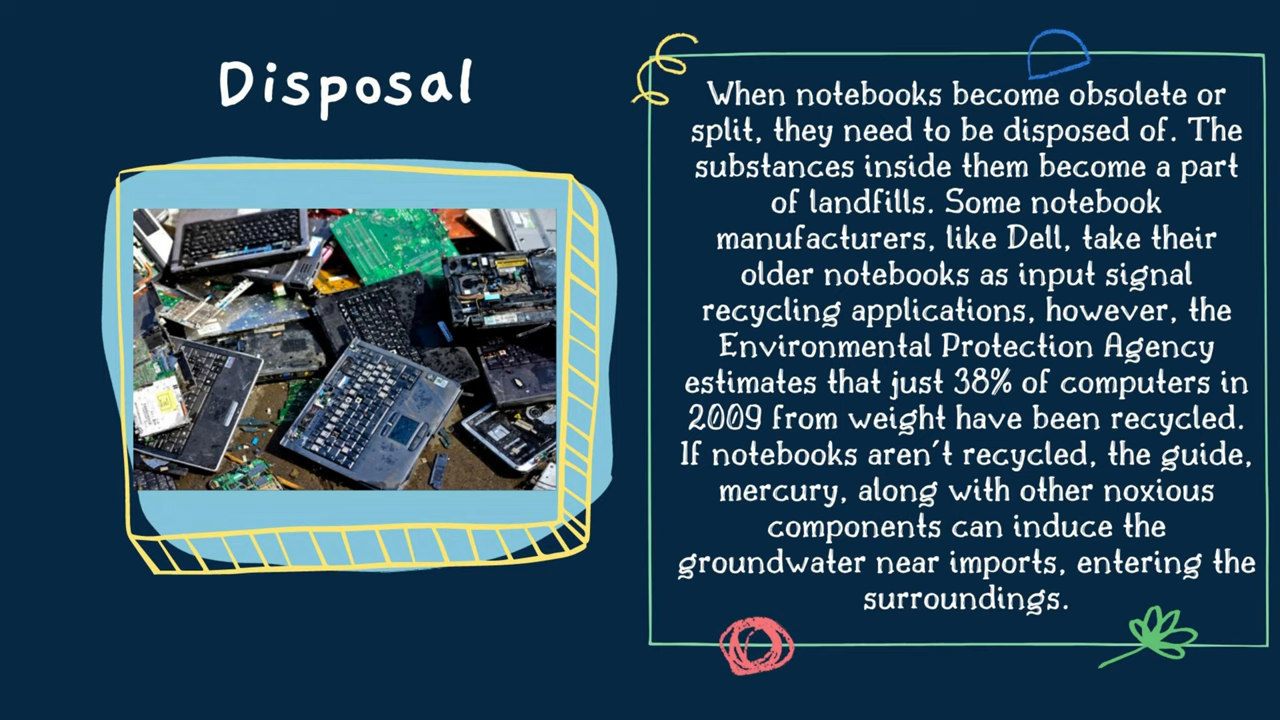 Disposal
When notebooks become obsolete or
split, they need to be disposed of. The
substances inside them become a part
of landfills. Some notebook
manufacturers, like Dell, take their
older notebooks as input signal
recycling applications, however, the
Environmental Protection Agency
estimates that just 38% of computers in
2009 from weight have been recycled.
If notebooks aren't recycled, the guide,
mercury, along with other noxious
components can induce the
groundwater near imports, entering the
surroundings.